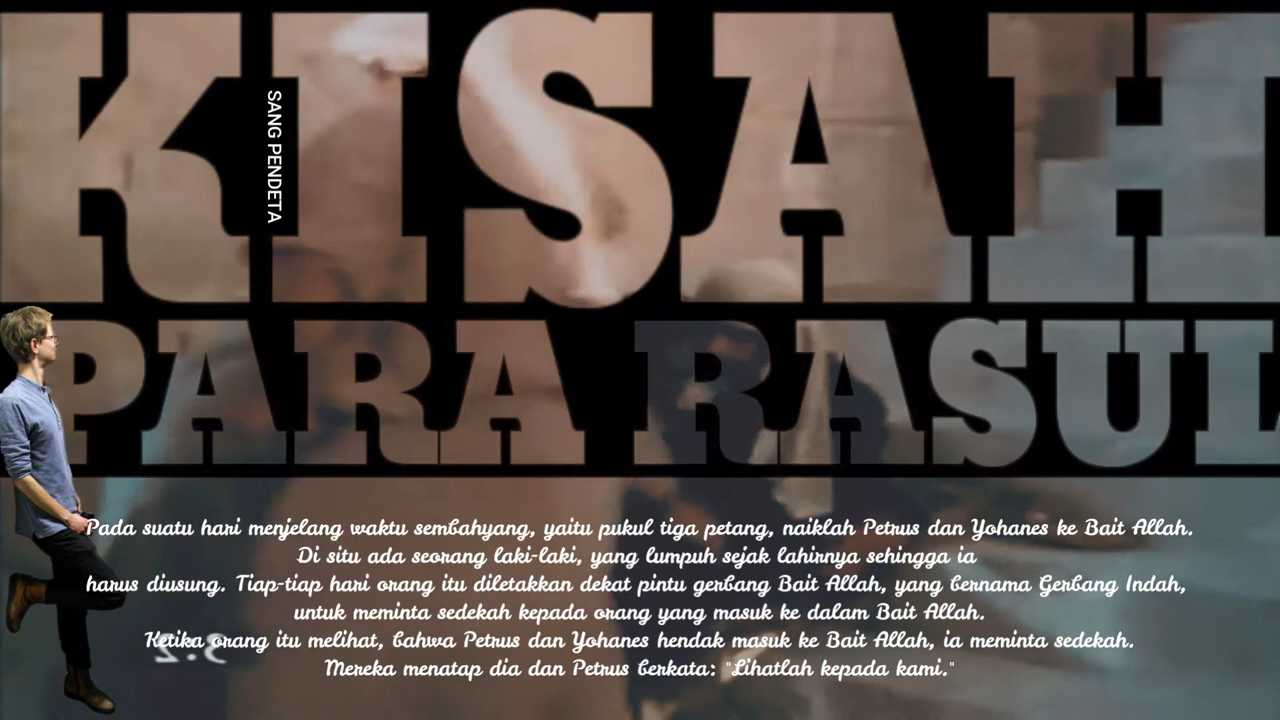 KISAH
SANG PENDETA
PARA RASUL
Pada suatu hari menjelang waktu sembahyang, yaitu pukul tiga petang, naiklah Petrus dan Yohanes ke Bait Allah.
Di situ ada seorang laki-laki, yang lumpuh sejak lahirnya sehingga ia
harus diusung. Tiap-tiap hari orang itu diletakkan dekat pintu gerbang Bait Allah, yang bernama Gerbang Indah,
untuk meminta sedekah kepada orang yang masuk ke dalam Bait Allah.
Ketika orang itu melihat, bahwa Petrus dan Yohanes hendak masuk ke Bait Allah, ia meminta sedekah.
Mereka menatap dia dan Petrus berkata: "Lihatlah kepada kami."